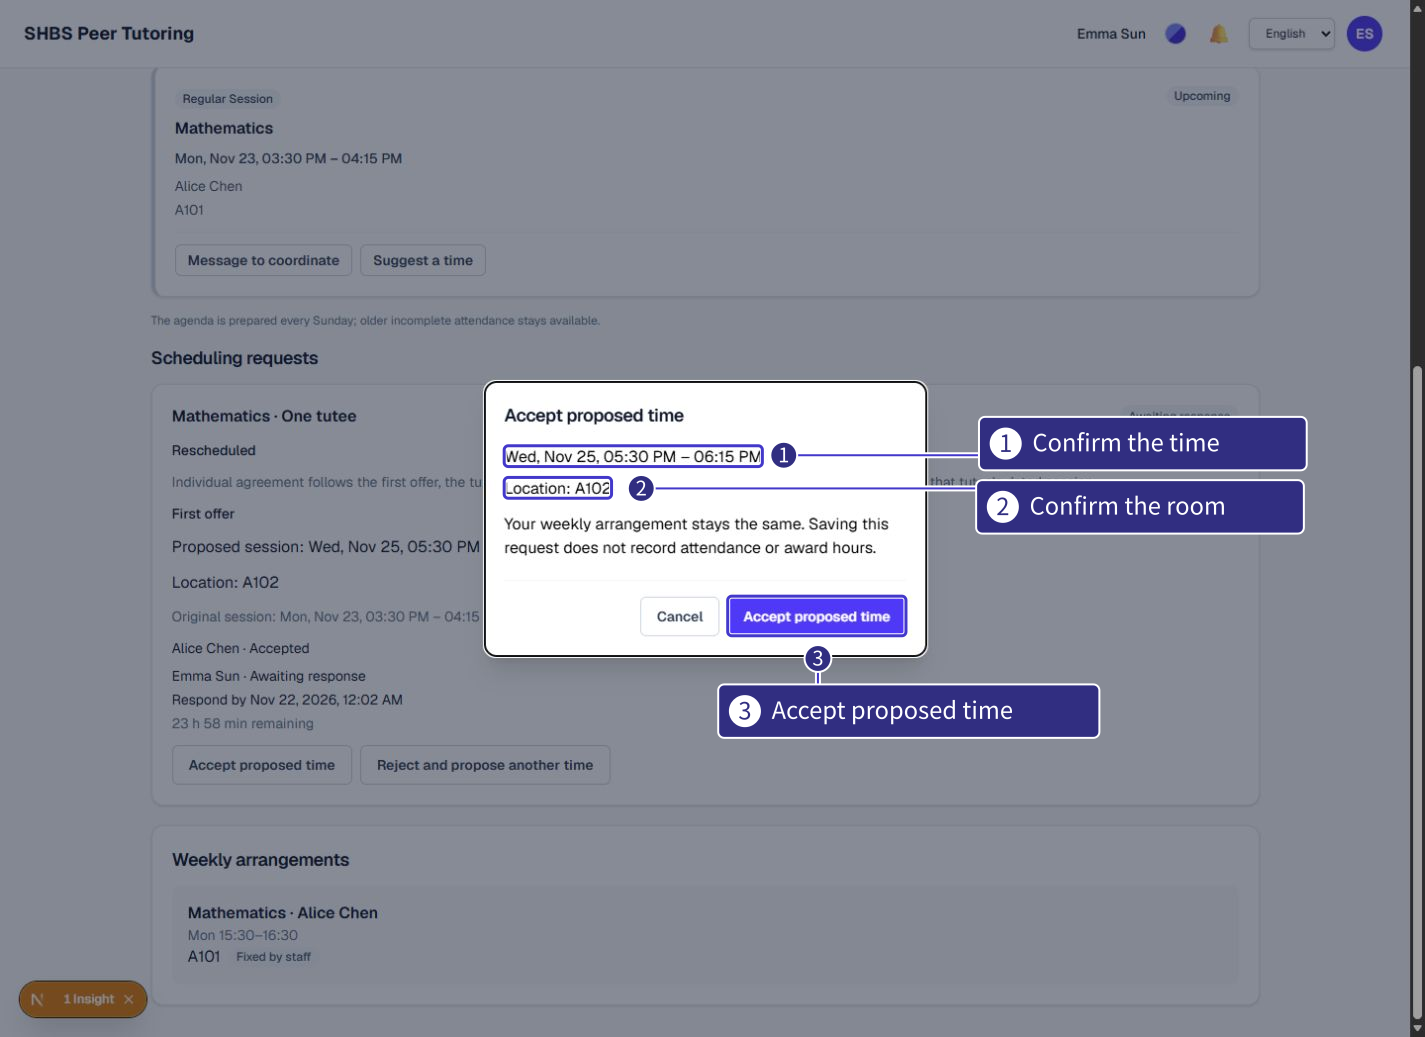 SHBS Peer Tutoring
Emma Sun
English
ES
Regular Session
Upcoming
Mathematics
Mon, Nov 23, 03:30 PM – 04:15 PM
Alice Chen
A101
Message to coordinate
Suggest a time
The agenda is prepared every Sunday; older incomplete attendance stays available.
Scheduling requests
Mathematics · One tutee
Awaiting response
Rescheduled
Individual agreement follows the first offer, the tu
that
First offer
Proposed session: Wed, Nov 25, 05:30 PM
Location: A102
Original session: Mon, Nov 23, 03:30 PM – 04:15
Alice Chen · Accepted
Emma Sun · Awaiting response
Respond by Nov 22, 2026, 12:02 AM
23 h 58 min remaining
Accept proposed time
Reject and propose another time
Accept proposed time
Wed, Nov 25, 05:30 PM – 06:15 PM
1
Location: A102
2
Your weekly arrangement stays the same. Saving this
request does not record attendance or award hours.
Cancel
Accept proposed time
3
1 Confirm the time
2 Confirm the room
3 Accept proposed time
Weekly arrangements
Mathematics · Alice Chen
Mon 15:30–16:30
A101
Fixed by staff
N 1 Insight ×